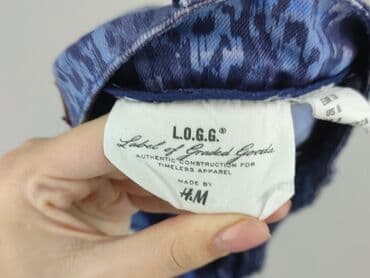 L.O.G.G.®
Label of Graded Goods
AUTHENTIC CONSTRUCTION FOR
TIMELESS APPAREL
MADE BY
H&M